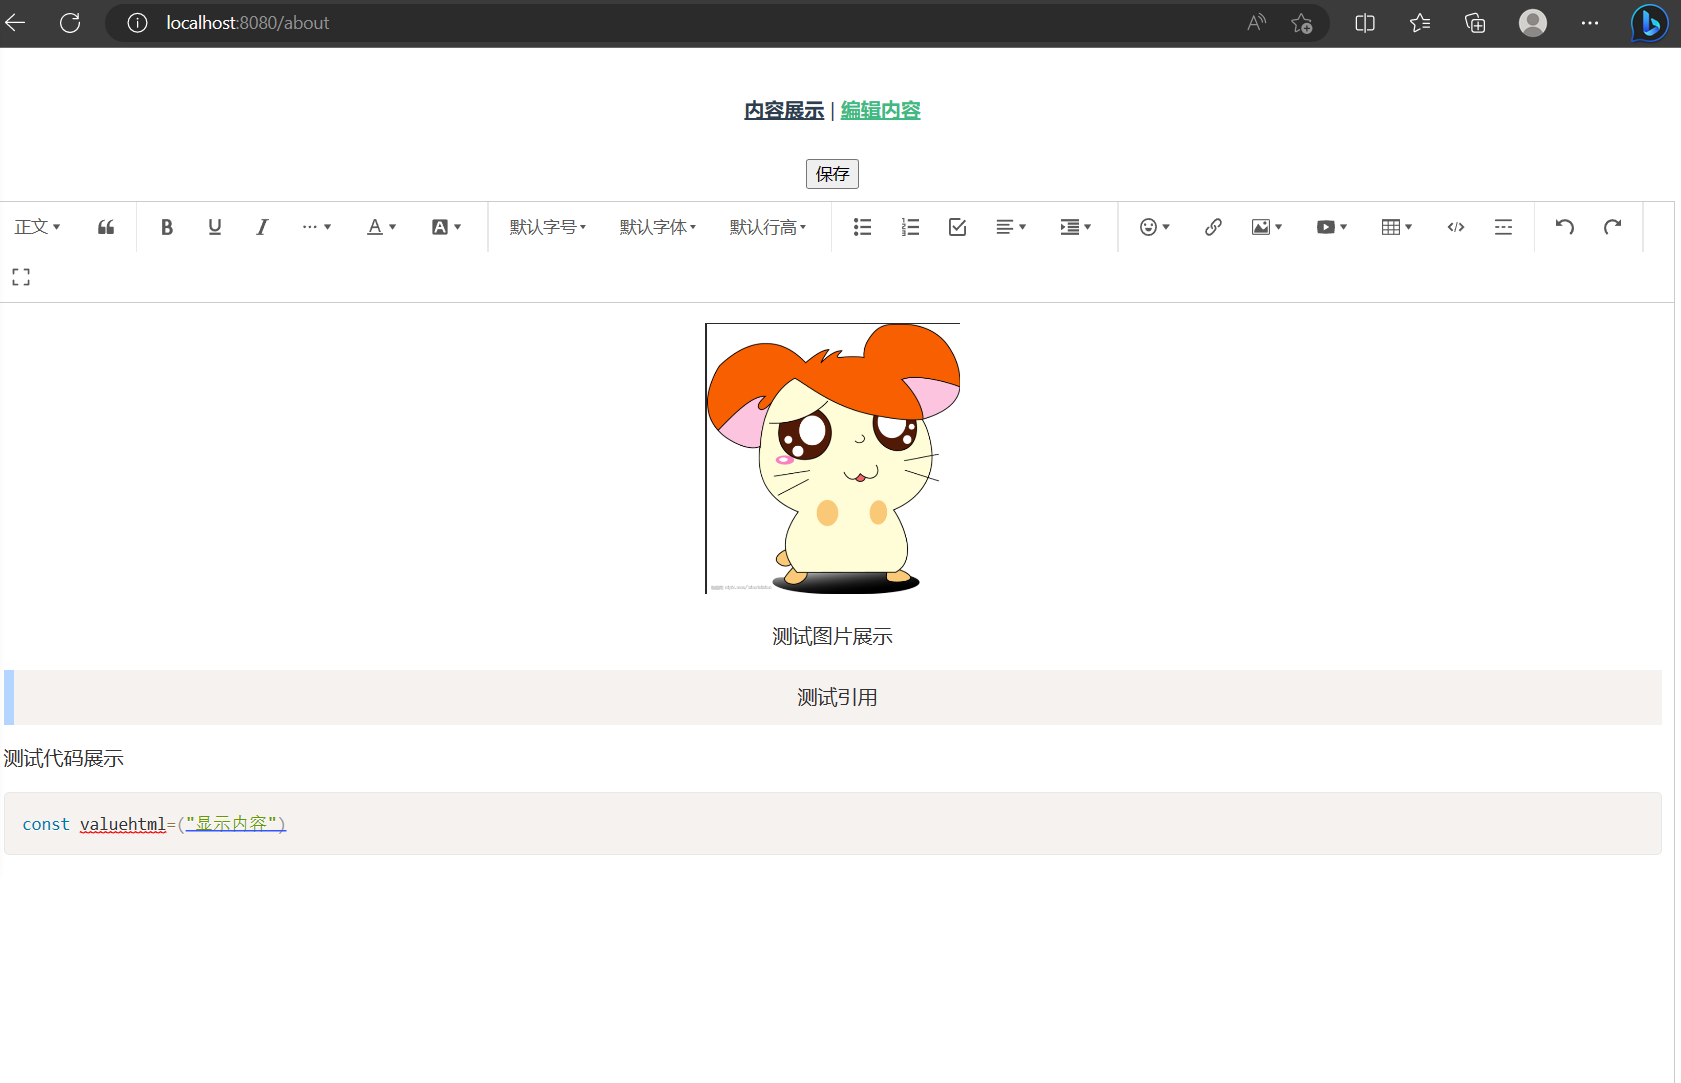 localhost:8080/about
内容展示 | 编辑内容
保存
正文 默认字号 默认字体 默认行高
测试图片展示
测试引用
测试代码展示
const valuehtml=("显示内容")